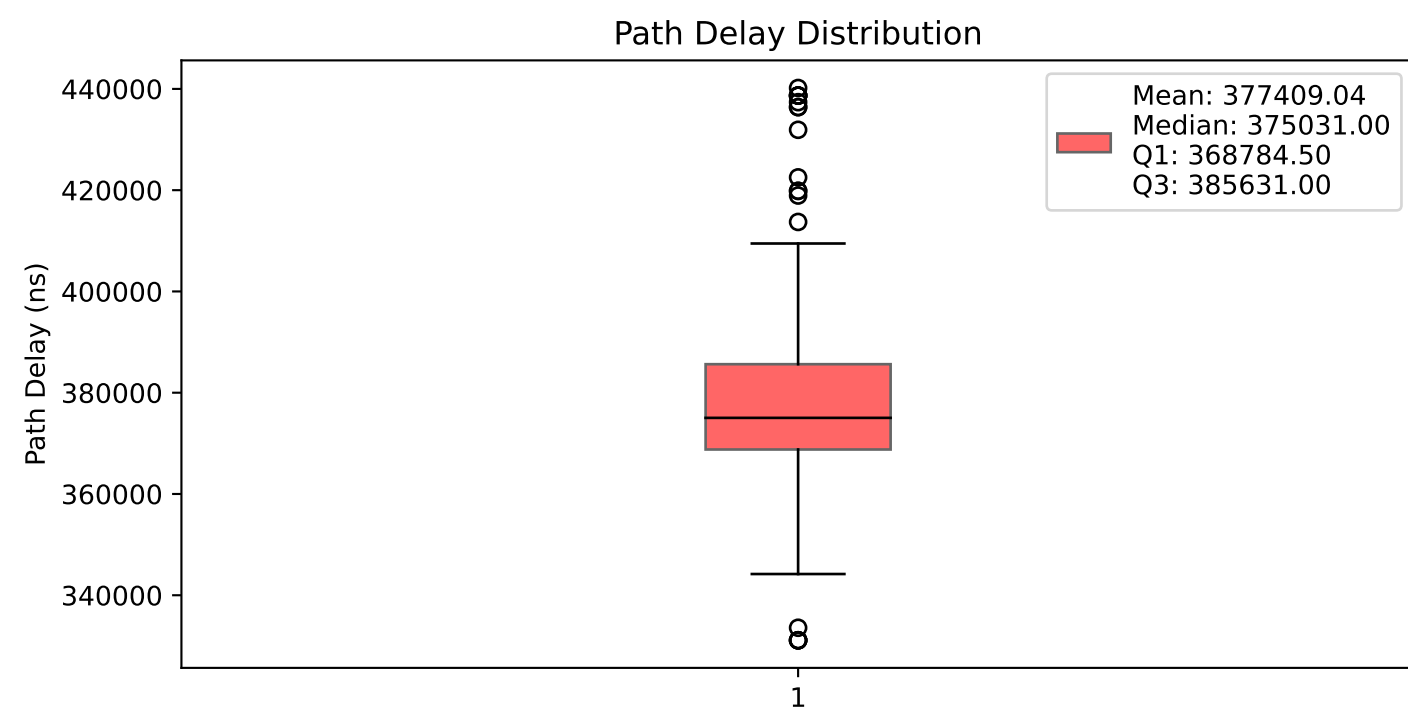 Path Delay Distribution
Mean: 377409.04
Median: 375031.00
Q1: 368784.50
Q3: 385631.00
Path Delay (ns)
440000
420000
400000
380000
360000
340000
1